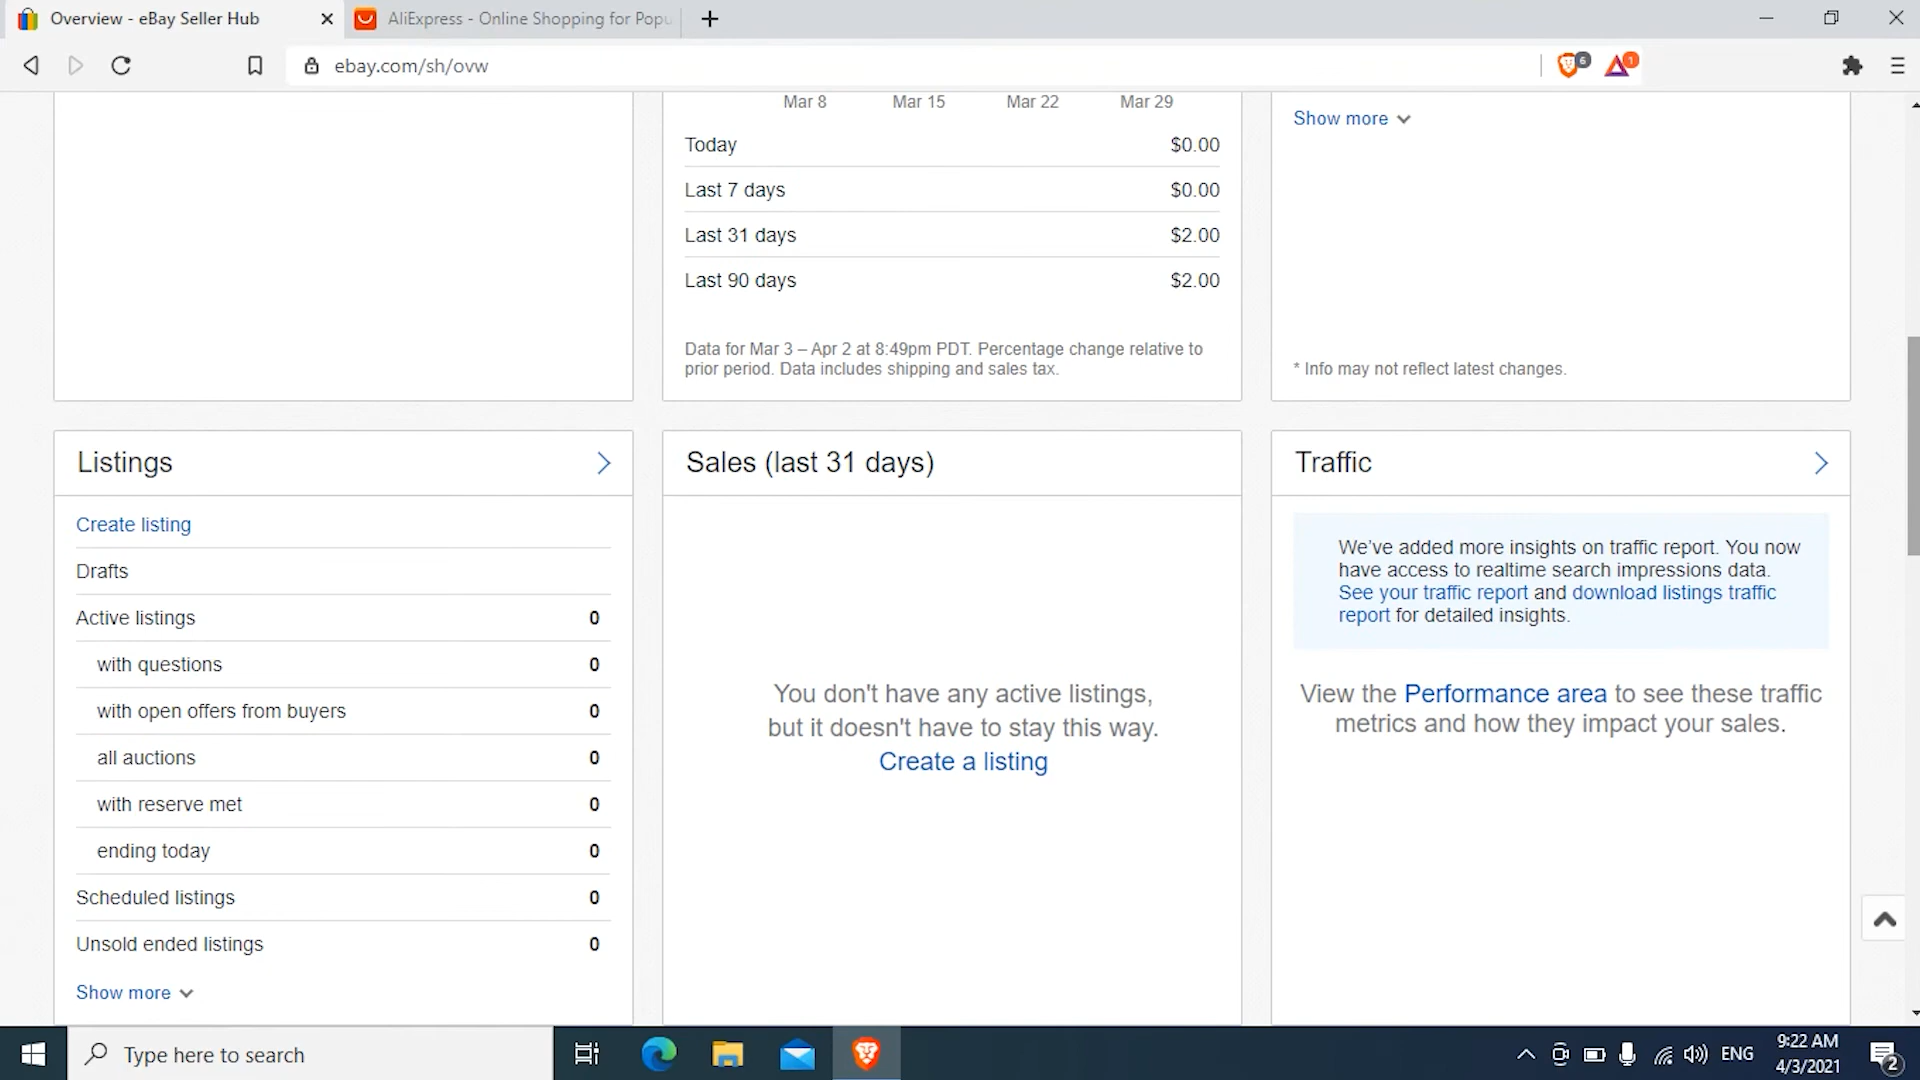 Overview - eBay Seller Hub
AliExpress - Online Shopping for Popu
ebay.com/sh/ovw
6
1
Mar 8 Mar 15 Mar 22 Mar 29
Today $0.00
Last 7 days $0.00
Last 31 days $2.00
Last 90 days $2.00
Data for Mar 3 – Apr 2 at 8:49pm PDT. Percentage change relative to
prior period. Data includes shipping and sales tax.
Show more
* Info may not reflect latest changes.
Listings
Create listing
Drafts
Active listings 0
with questions 0
with open offers from buyers 0
all auctions 0
with reserve met 0
ending today 0
Scheduled listings 0
Unsold ended listings 0
Show more
Sales (last 31 days)
You don't have any active listings,
but it doesn't have to stay this way.
Create a listing
Traffic
We've added more insights on traffic report. You now
have access to realtime search impressions data.
See your traffic report and download listings traffic
report for detailed insights.
View the Performance area to see these traffic
metrics and how they impact your sales.
Type here to search
ENG
9:22 AM
4/3/2021
2